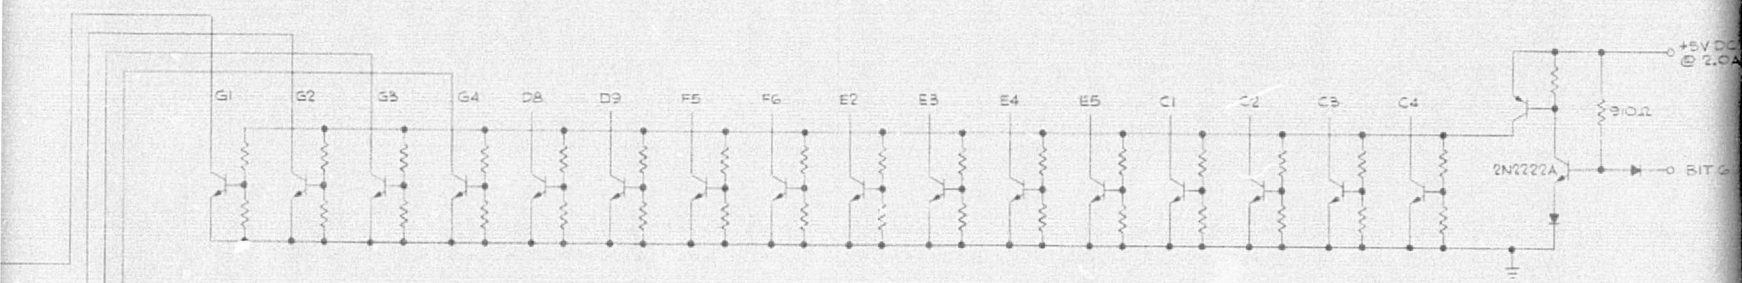 +5V DC
@ 2.0A
G1 G2 G3 G4 D8 D9 F5 F6 E2 E3 E4 E5 C1 C2 C3 C4
910Ω
2N2222A
BIT 6